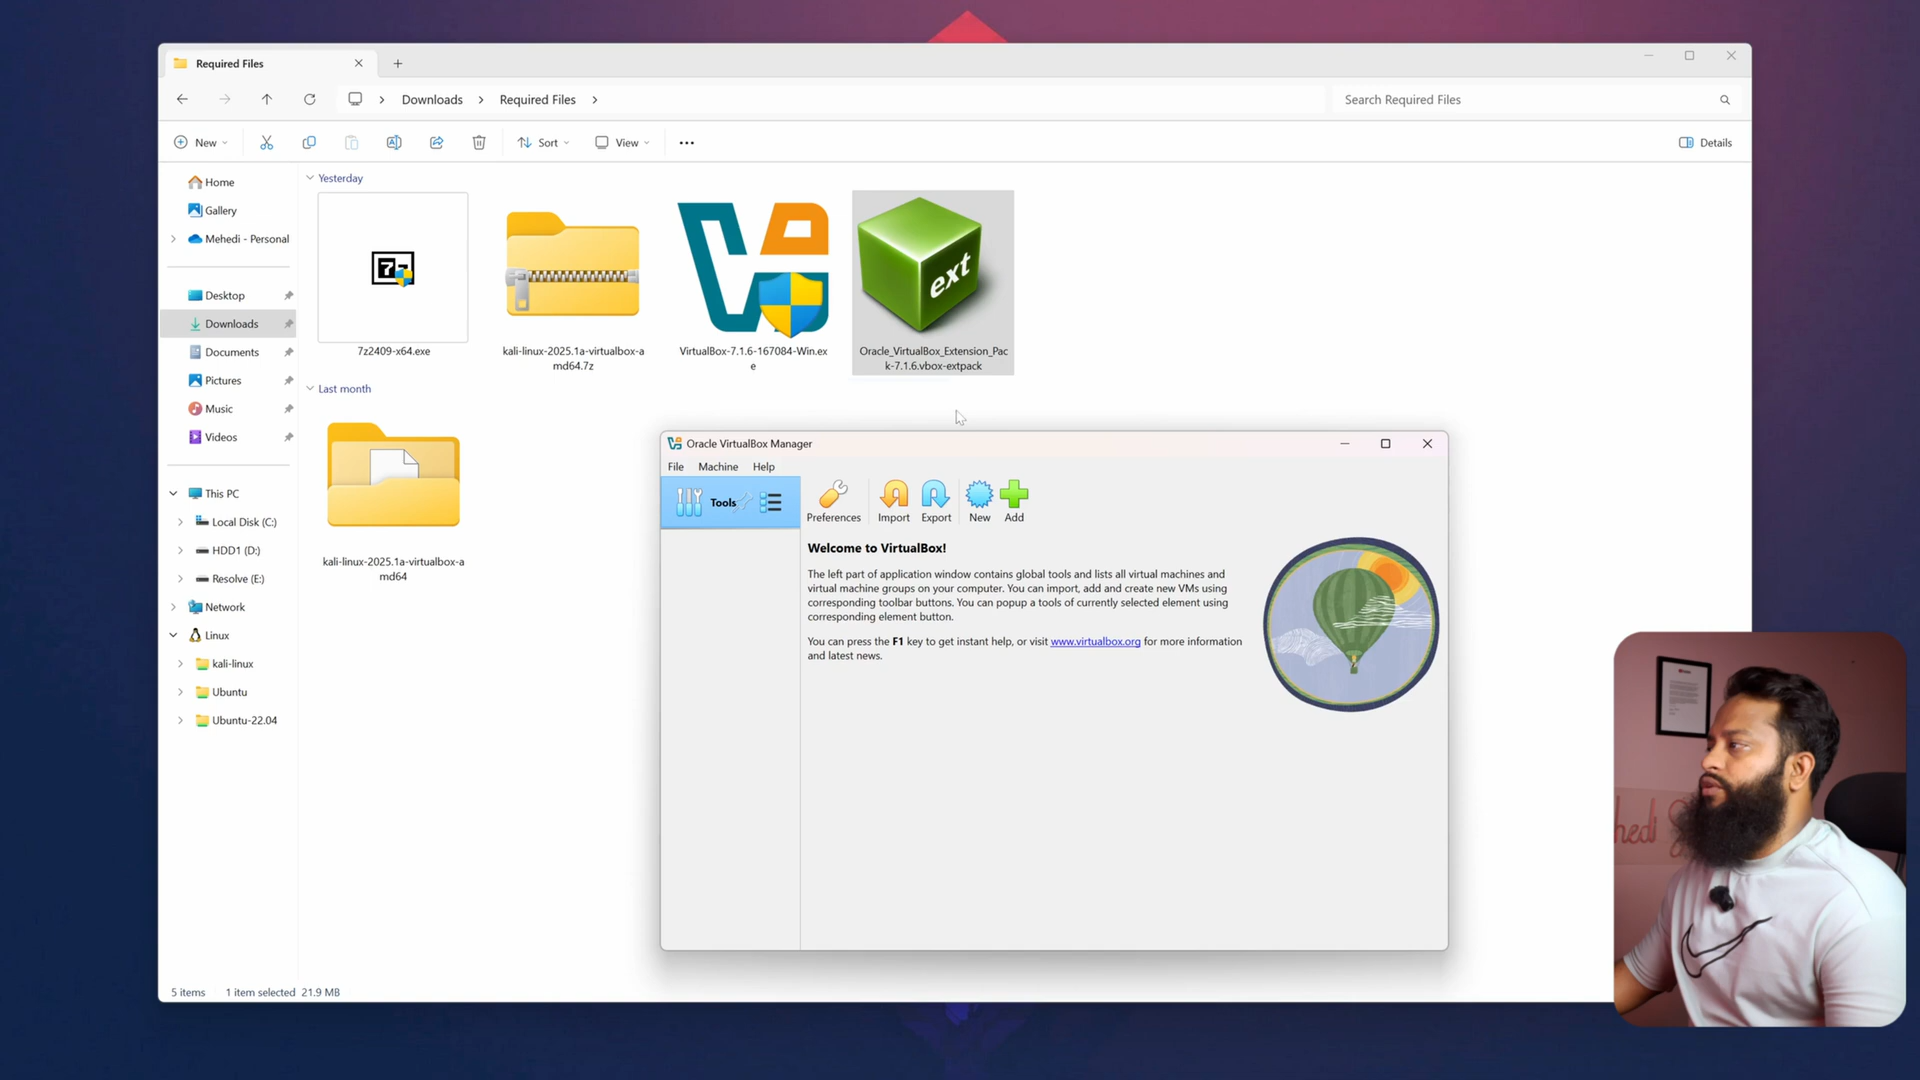 Required Files
Downloads
Required Files
Search Required Files
New
Sort
View
Details
Home
Gallery
Mehedi - Personal
Desktop
Downloads
Documents
Pictures
Music
Videos
This PC
Local Disk (C:)
HDD1 (D:)
Resolve (E:)
Network
Linux
kali-linux
Ubuntu
Ubuntu-22.04
Yesterday
7z
7z2409-x64.exe
kali-linux-2025.1a-virtualbox-a
md64.7z
VirtualBox-7.1.6-167084-Win.ex
e
ext
Oracle_VirtualBox_Extension_Pac
k-7.1.6.vbox-extpack
Last month
kali-linux-2025.1a-virtualbox-a
md64
Oracle VirtualBox Manager
File Machine Help
Tools
Preferences
Import
Export
New
Add
Welcome to VirtualBox!
The left part of application window contains global tools and lists all virtual machines and
virtual machine groups on your computer. You can import, add and create new VMs using
corresponding toolbar buttons. You can popup a tools of currently selected element using
corresponding element button.
You can press the F1 key to get instant help, or visit www.virtualbox.org for more information
and latest news.
5 items
1 item selected 21.9 MB
hedi